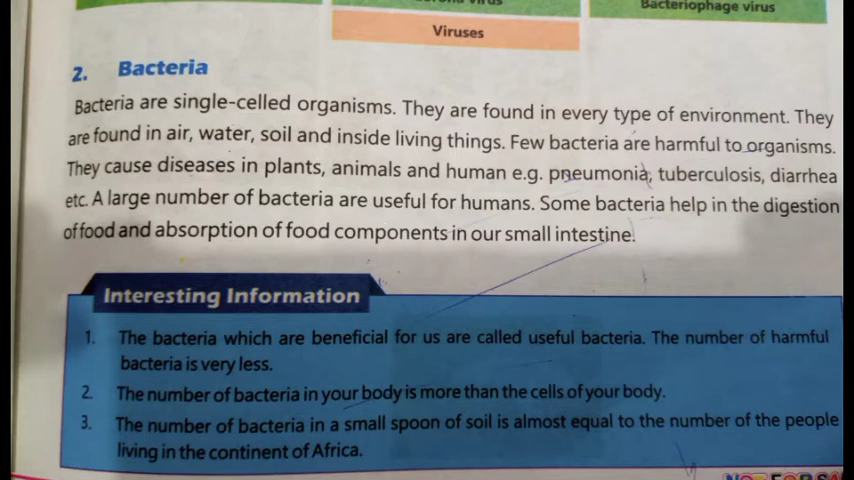 Bacteriophage virus
Viruses
2. Bacteria
Bacteria are single-celled organisms. They are found in every type of environment. They
are found in air, water, soil and inside living things. Few bacteria are harmful to organisms.
They cause diseases in plants, animals and human e.g. pneumonia, tuberculosis, diarrhea
etc. A large number of bacteria are useful for humans. Some bacteria help in the digestion
of food and absorption of food components in our small intestine.
Interesting Information
1. The bacteria which are beneficial for us are called useful bacteria. The number of harmful
bacteria is very less.
2. The number of bacteria in your body is more than the cells of your body.
3. The number of bacteria in a small spoon of soil is almost equal to the number of the people
living in the continent of Africa.